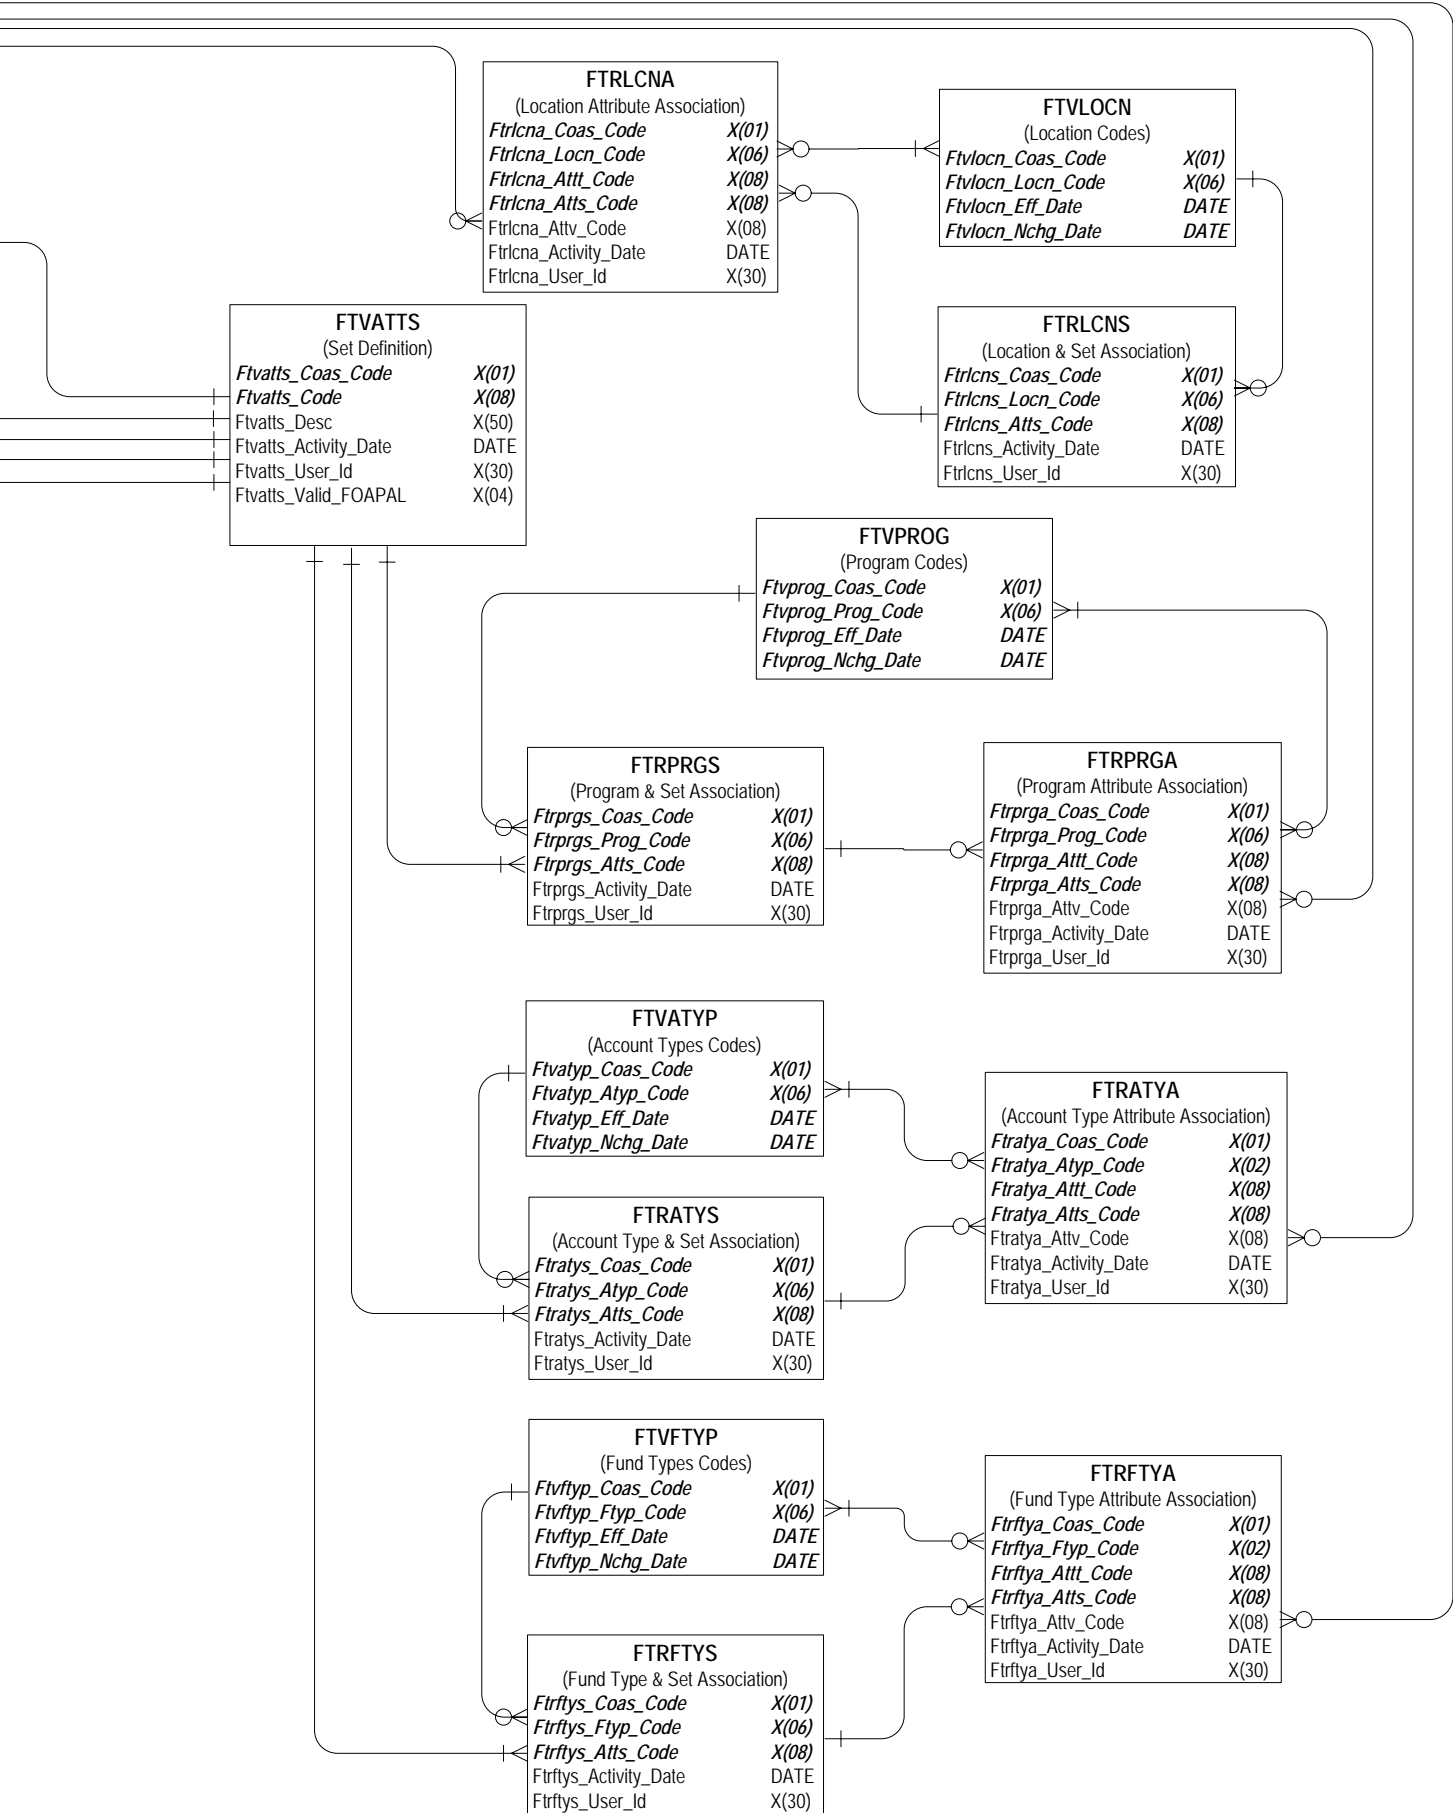 FTRLCNA
(Location Attribute Association)
Ftrlcna_Coas_Code X(01)
Ftrlcna_Locn_Code X(06)
Ftrlcna_Attt_Code X(08)
Ftrlcna_Atts_Code X(08)
Ftrlcna_Attv_Code X(08)
Ftrlcna_Activity_Date DATE
Ftrlcna_User_Id X(30)
FTVLOCN
(Location Codes)
Ftvlocn_Coas_Code X(01)
Ftvlocn_Locn_Code X(06)
Ftvlocn_Eff_Date DATE
Ftvlocn_Nchg_Date DATE
FTVATTS
(Set Definition)
Ftvatts_Coas_Code X(01)
Ftvatts_Code X(08)
Ftvatts_Desc X(50)
Ftvatts_Activity_Date DATE
Ftvatts_User_Id X(30)
Ftvatts_Valid_FOAPAL X(04)
FTRLCNS
(Location & Set Association)
Ftrlcns_Coas_Code X(01)
Ftrlcns_Locn_Code X(06)
Ftrlcns_Atts_Code X(08)
Ftrlcns_Activity_Date DATE
Ftrlcns_User_Id X(30)
FTVPROG
(Program Codes)
Ftvprog_Coas_Code X(01)
Ftvprog_Prog_Code X(06)
Ftvprog_Eff_Date DATE
Ftvprog_Nchg_Date DATE
FTRPRGS
(Program & Set Association)
Ftrprgs_Coas_Code X(01)
Ftrprgs_Prog_Code X(06)
Ftrprgs_Atts_Code X(08)
Ftrprgs_Activity_Date DATE
Ftrprgs_User_Id X(30)
FTRPRGA
(Program Attribute Association)
Ftrprga_Coas_Code X(01)
Ftrprga_Prog_Code X(06)
Ftrprga_Attt_Code X(08)
Ftrprga_Atts_Code X(08)
Ftrprga_Attv_Code X(08)
Ftrprga_Activity_Date DATE
Ftrprga_User_Id X(30)
FTVATYP
(Account Types Codes)
Ftvatyp_Coas_Code X(01)
Ftvatyp_Atyp_Code X(06)
Ftvatyp_Eff_Date DATE
Ftvatyp_Nchg_Date DATE
FTRATYA
(Account Type Attribute Association)
Ftratya_Coas_Code X(01)
Ftratya_Atyp_Code X(02)
Ftratya_Attt_Code X(08)
Ftratya_Atts_Code X(08)
Ftratya_Attv_Code X(08)
Ftratya_Activity_Date DATE
Ftratya_User_Id X(30)
FTRATYS
(Account Type & Set Association)
Ftratys_Coas_Code X(01)
Ftratys_Atyp_Code X(06)
Ftratys_Atts_Code X(08)
Ftratys_Activity_Date DATE
Ftratys_User_Id X(30)
FTVFTYP
(Fund Types Codes)
Ftvftyp_Coas_Code X(01)
Ftvftyp_Ftyp_Code X(06)
Ftvftyp_Eff_Date DATE
Ftvftyp_Nchg_Date DATE
FTRFTYA
(Fund Type Attribute Association)
Ftrftya_Coas_Code X(01)
Ftrftya_Ftyp_Code X(02)
Ftrftya_Attt_Code X(08)
Ftrftya_Atts_Code X(08)
Ftrftya_Attv_Code X(08)
Ftrftya_Activity_Date DATE
Ftrftya_User_Id X(30)
FTRFTYS
(Fund Type & Set Association)
Ftrftys_Coas_Code X(01)
Ftrftys_Ftyp_Code X(06)
Ftrftys_Atts_Code X(08)
Ftrftys_Activity_Date DATE
Ftrftys_User_Id X(30)